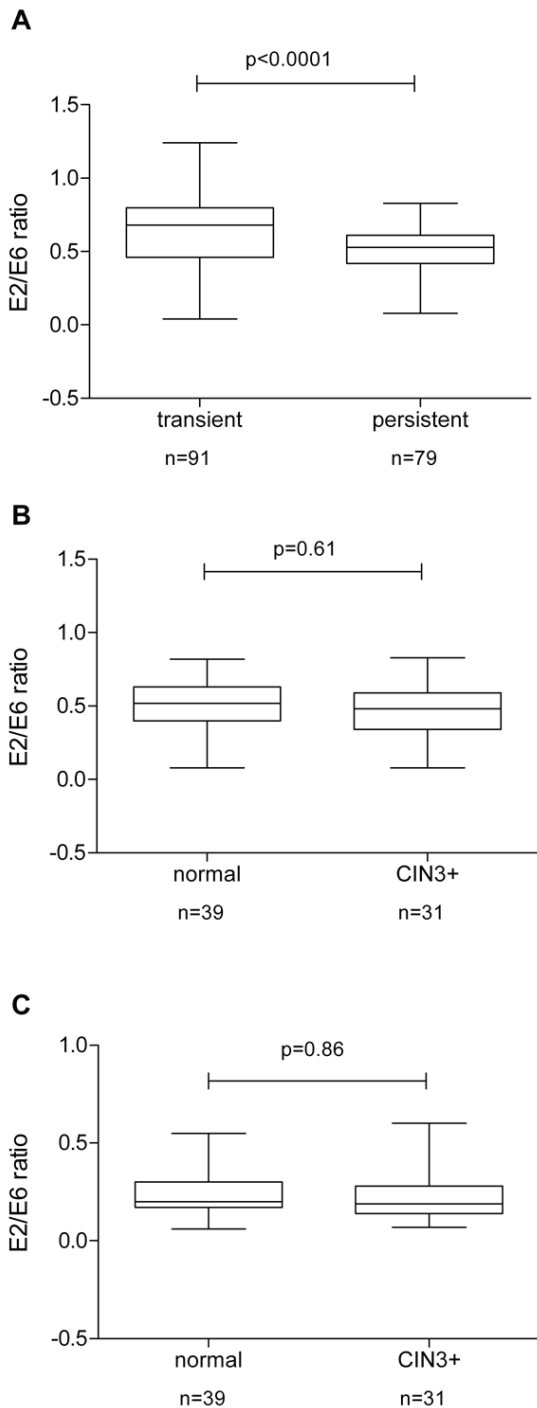 A
p<0.0001
1.5
1.0
0.5
0.0
-0.5
E2/E6 ratio
transient persistent
n=91 n=79
B
p=0.61
1.5
1.0
0.5
0.0
-0.5
E2/E6 ratio
normal CIN3+
n=39 n=31
C
p=0.86
1.0
0.5
0.0
-0.5
E2/E6 ratio
normal CIN3+
n=39 n=31